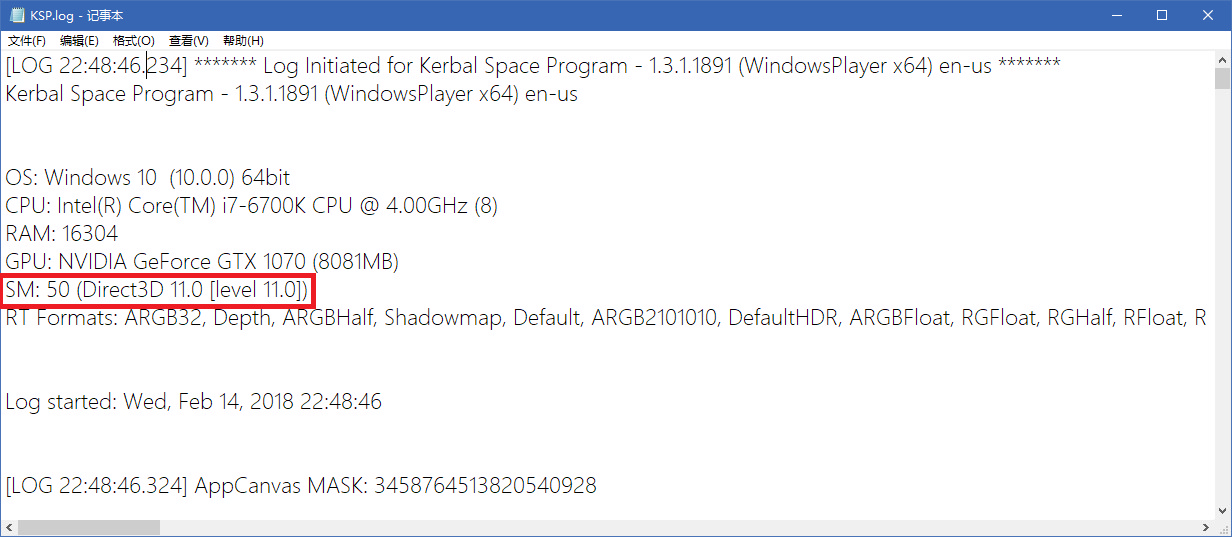 KSP.log - 记事本
文件(F) 编辑(E) 格式(O) 查看(V) 帮助(H)
[LOG 22:48:46.234] ******* Log Initiated for Kerbal Space Program - 1.3.1.1891 (WindowsPlayer x64) en-us *******
Kerbal Space Program - 1.3.1.1891 (WindowsPlayer x64) en-us
OS: Windows 10  (10.0.0) 64bit
CPU: Intel(R) Core(TM) i7-6700K CPU @ 4.00GHz (8)
RAM: 16304
GPU: NVIDIA GeForce GTX 1070 (8081MB)
SM: 50 (Direct3D 11.0 [level 11.0])
RT Formats: ARGB32, Depth, ARGBHalf, Shadowmap, Default, ARGB2101010, DefaultHDR, ARGBFloat, RGFloat, RGHalf, RFloat, R
Log started: Wed, Feb 14, 2018 22:48:46
[LOG 22:48:46.324] AppCanvas MASK: 3458764513820540928